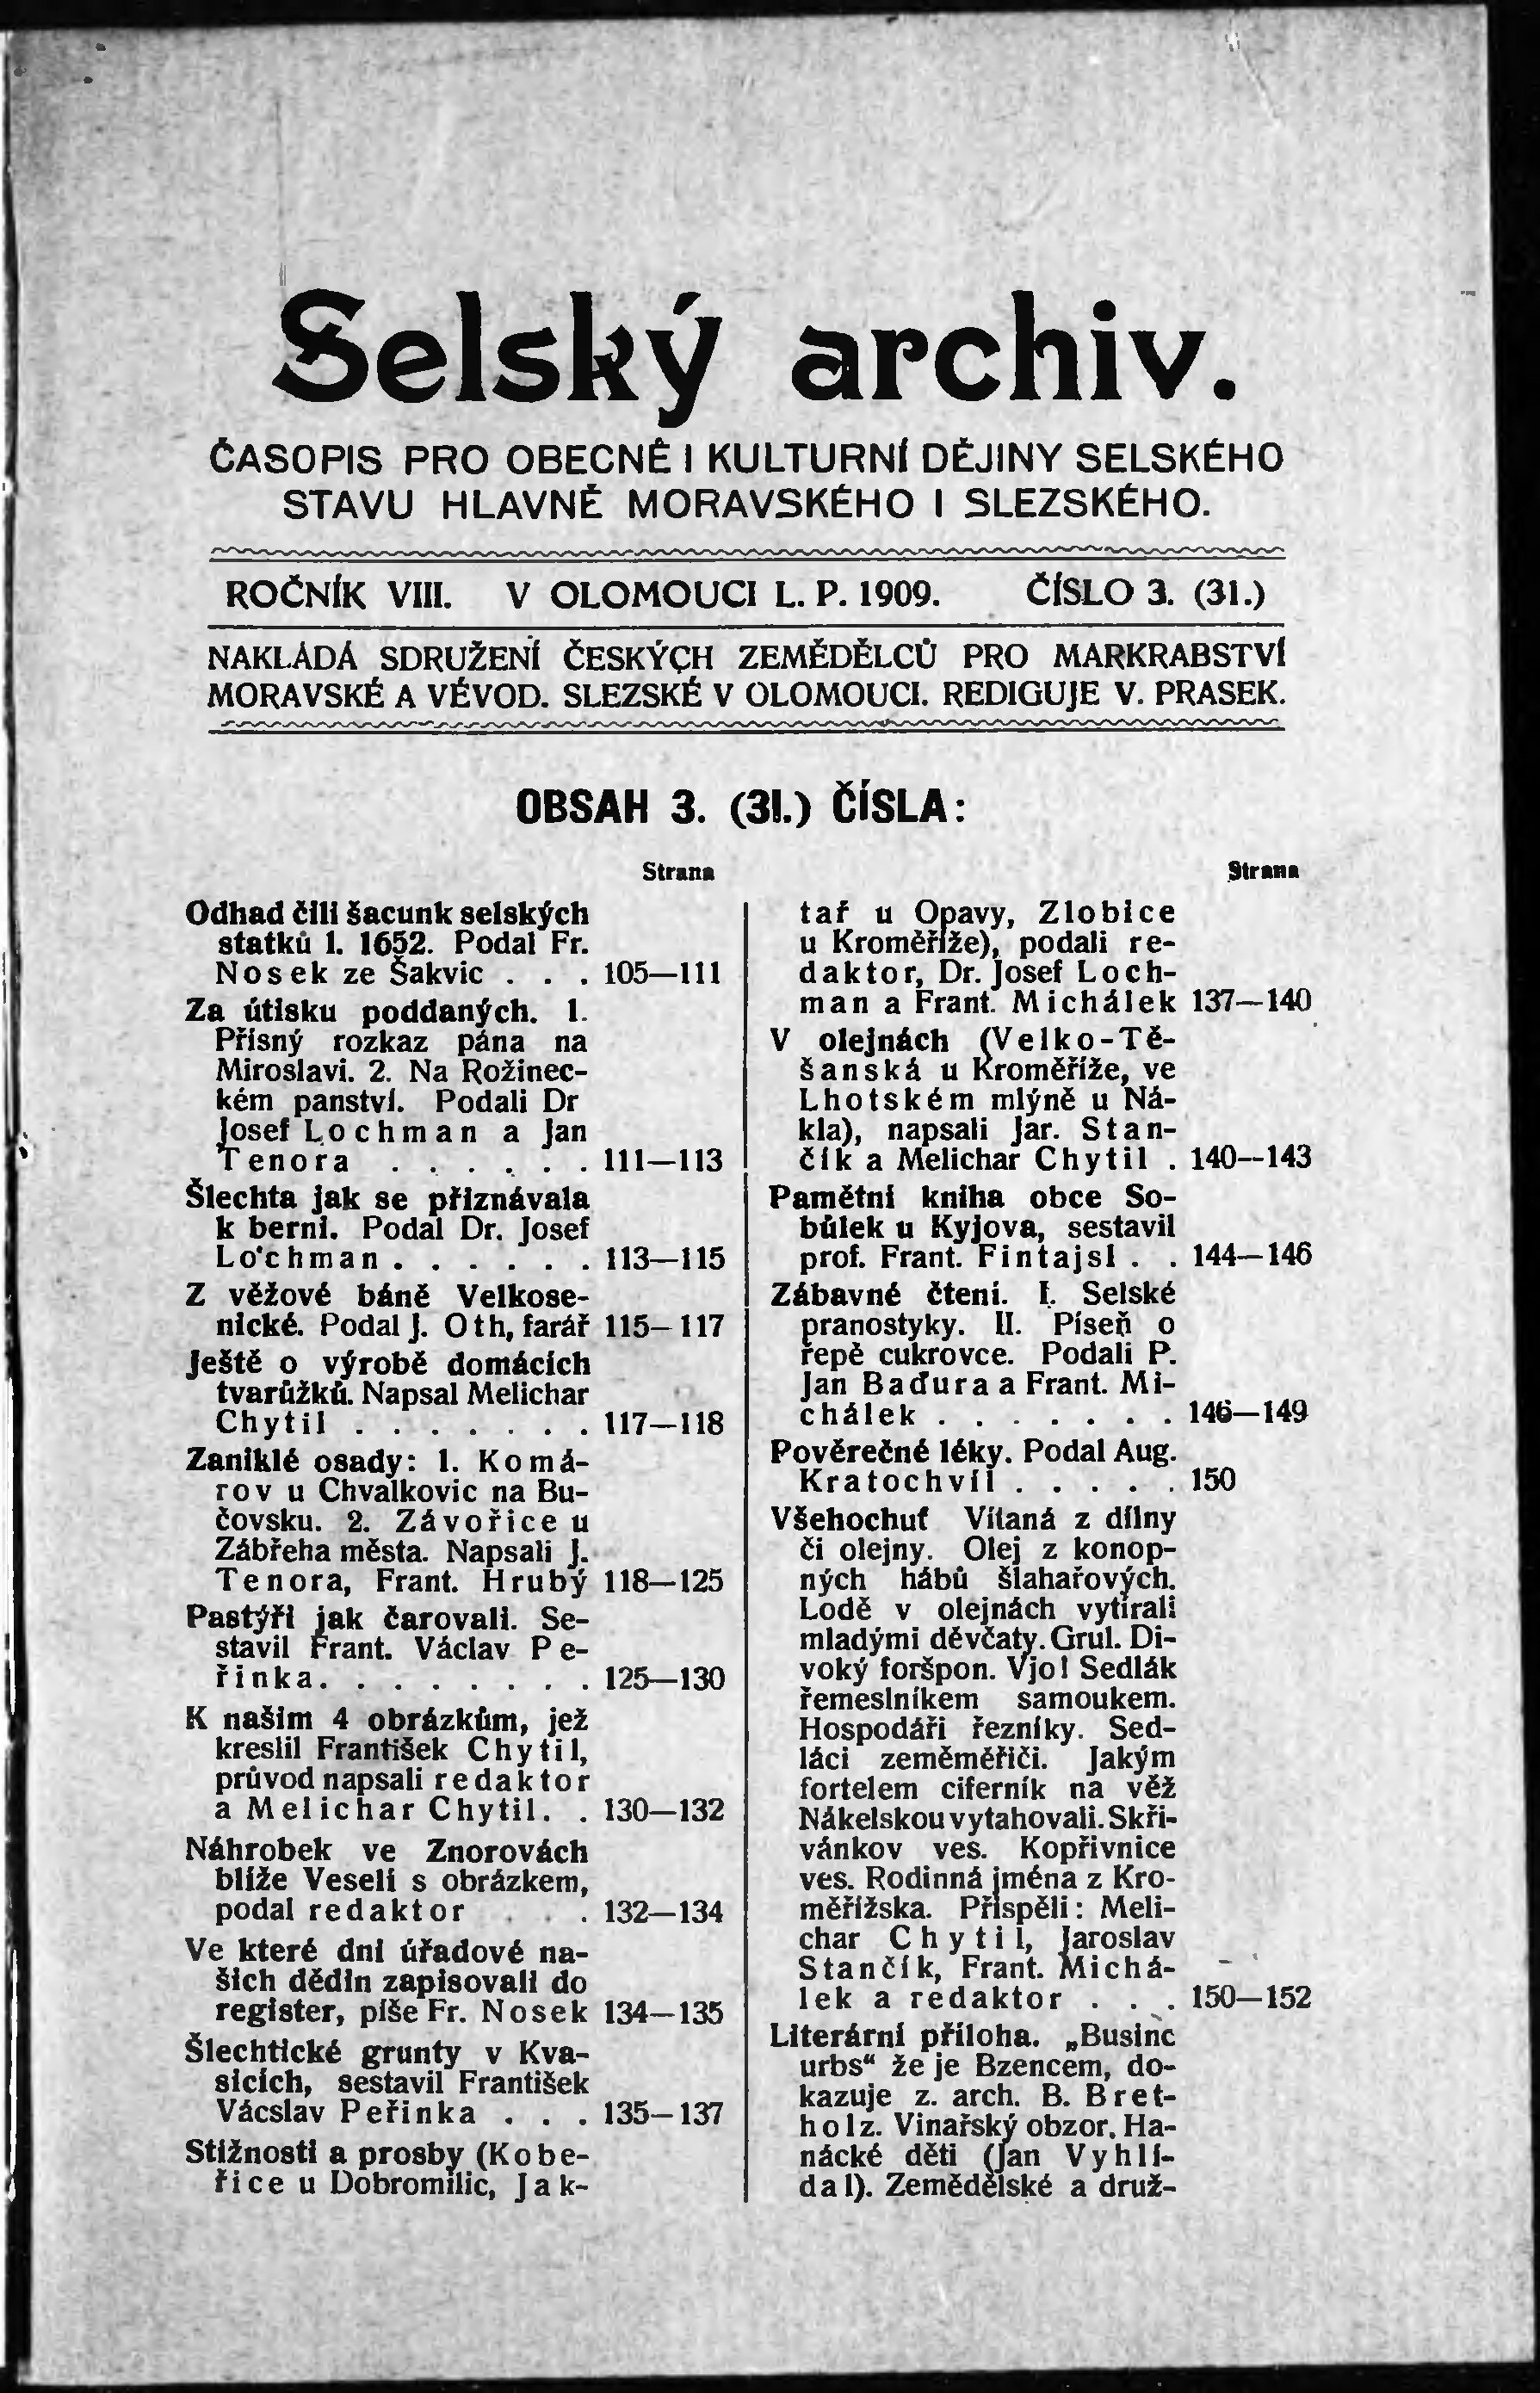 Selský archiv.
ČASOPIS PRO OBECNÉ I KULTURNÍ DĚJINY SELSKÉHO
STAVU HLAVNĚ MORAVSKÉHO I SLEZSKÉHO.
ROČNÍK VIII. V OLOMOUCI L. P. 1909. ČÍSLO 3. (31.)
NAKLÁDÁ SDRUŽENÍ ČESKÝCH ZEMĚDĚLCŮ PRO MARKRABSTVÍ
MORAVSKÉ A VÉVOD. SLEZSKÉ V OLOMOUCI. REDIGUJE V. PRASEK.
OBSAH 3. (31.) ČÍSLA:
Strana
Odhad čili šacunk selských
statků l. 1652. Podal Fr.
Nosek ze Šakvic . . . 105—111
Za útisku poddaných. 1.
Přísný rozkaz pána na
Miroslavi. 2. Na Rožinec-
kém panství. Podali Dr
Josef Lochman a Jan
Tenora . . . . . . 111—113
Šlechta jak se přiznávala
k berni. Podal Dr. Josef
Lochman . . . . . . 113—115
Z věžové báně Velkose-
nické. Podal J. Oth, farář 115—117
Ještě o výrobě domácích
tvarůžků. Napsal Melichar
Chytil . . . . . . . 117—118
Zaniklé osady: 1. Komá-
rov u Chvalkovic na Bu-
čovsku. 2. Závořice u
Zábřeha města. Napsali J.
Tenora, Frant. Hrubý 118—125
Pastýři jak čarovali. Se-
stavil Frant. Václav Pe-
řinka. . . . . . . . 125—130
K našim 4 obrázkům, jež
kreslil František Chytil,
průvod napsali redaktor
a Melichar Chytil. . 130—132
Náhrobek ve Znorovách
blíže Veselí s obrázkem,
podal redaktor . . . 132—134
Ve které dni úřadové na-
šich dědin zapisovali do
register, píše Fr. Nosek 134—135
Šlechtické grunty v Kva-
sicích, sestavil František
Vácslav Peřinka . . . 135—137
Stížnosti a prosby (Kobe-
řice u Dobromilic, Jak-
Strana
tař u Opavy, Zlobice
u Kroměříže), podali re-
daktor, Dr. Josef Loch-
man a Frant. Michálek 137—140
V olejnách (Velko-Tě-
šanská u Kroměříže, ve
Lhotském mlýně u Ná-
kla), napsali Jar. Stan-
čík a Melichar Chytil . 140—143
Pamětní kniha obce So-
bůlek u Kyjova, sestavil
prof. Frant. Fintajsl . . 144—146
Zábavné čtení. I. Selské
pranostyky. II. Píseň o
řepě cukrovce. Podali P.
Jan Baďura a Frant. Mi-
chálek . . . . . . . 146—149
Pověrečné léky. Podal Aug.
Kratochvíl . . . . . 150
Všehochuť Vítaná z dílny
či olejny. Olej z konop-
ných hábů šlahařových.
Lodě v olejnách vytírali
mladými děvčaty. Grul. Di-
voký foršpon. Vjo! Sedlák
řemeslníkem samoukem.
Hospodáři řezníky. Sed-
láci zeměměřiči. Jakým
fortelem ciferník na věž
Nákelskou vytahovali. Skři-
vánkov ves. Kopřivnice
ves. Rodinná jména z Kro-
měřížska. Přispěli: Meli-
char Chytil, Jaroslav
Stančík, Frant. Michá-
lek a redaktor . . . 150—152
Literární příloha. „Businc
urbs“ že je Bzencem, do-
kazuje z. arch. B. Bret-
holz. Vinařský obzor. Ha-
nácké děti (Jan Vyhlí-
dal). Zemědělské a druž-